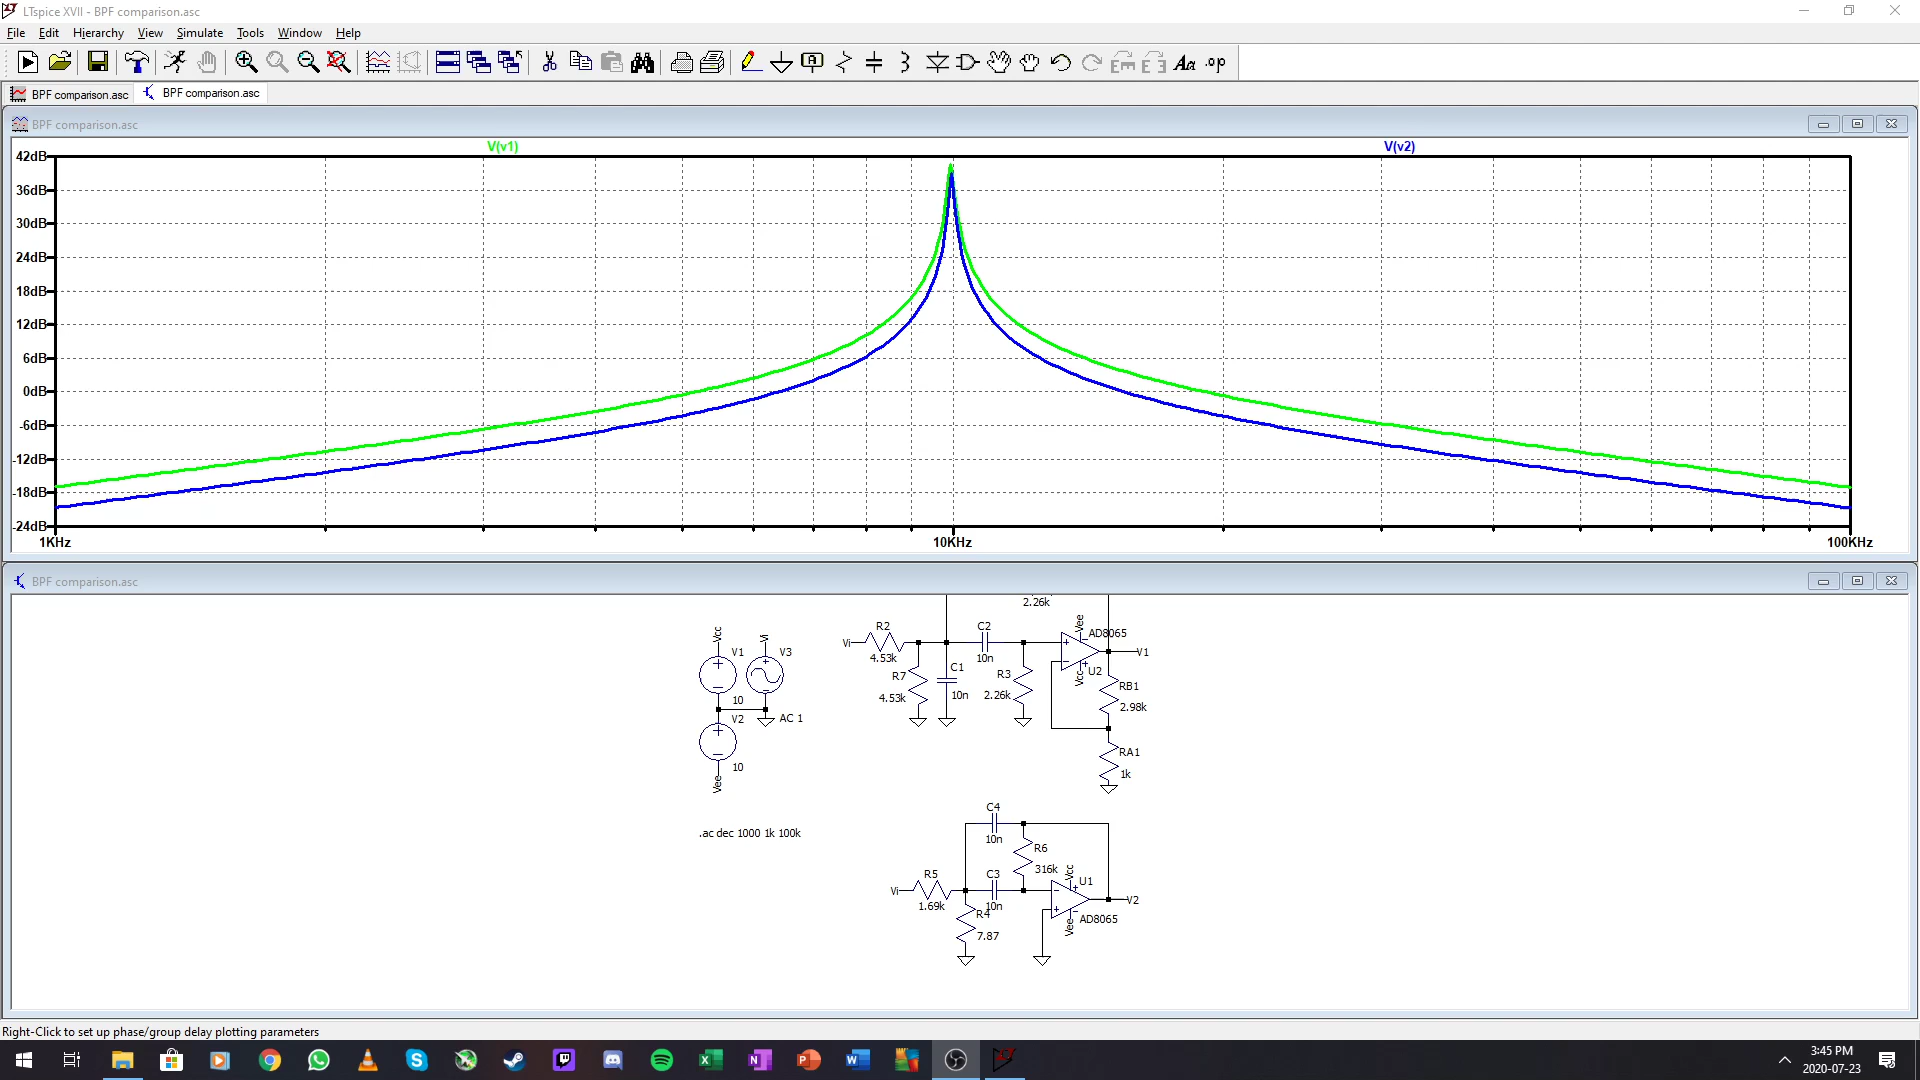 LTspice XVII - BPF comparison.asc
File Edit Hierarchy View Simulate Tools Window Help
BPF comparison.asc BPF comparison.asc
BPF comparison.asc
V(v1) V(v2)
42dB
36dB
30dB
24dB
18dB
12dB
6dB
0dB
-6dB
-12dB
-18dB
-24dB
1KHz 10KHz 100KHz
BPF comparison.asc
Vcc
Vi
V1
V3
10
V2
AC 1
10
Vee
.ac dec 1000 1k 100k
2.26k
Vi
R2
4.53k
R7
4.53k
C1
10n
C2
10n
R3
2.26k
Vee
AD8065
U2
Vcc
V1
RB1
2.98k
RA1
1k
C4
10n
R6
316k
Vi
R5
1.69k
C3
10n
R4
7.87
Vcc
U1
Vee
AD8065
V2
Right-Click to set up phase/group delay plotting parameters
3:45 PM
2020-07-23